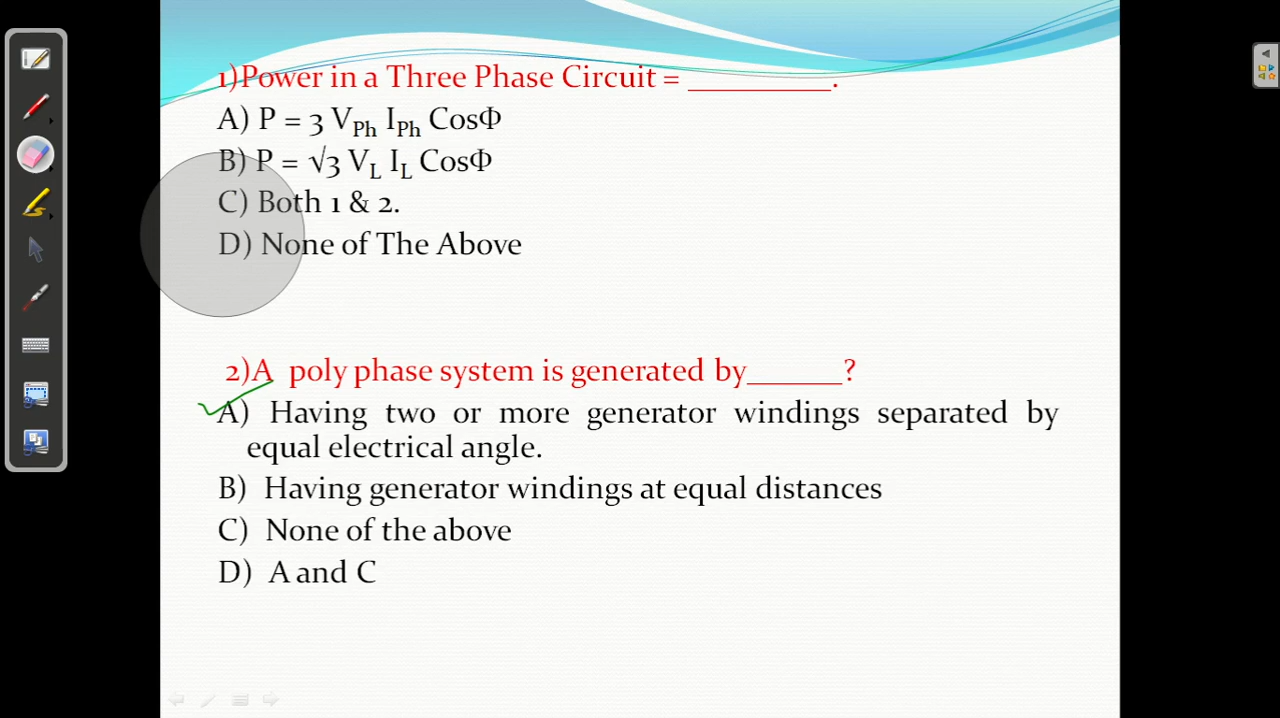 1)Power in a Three Phase Circuit = __________.
A) P = 3 VPh IPh CosΦ
B) P = √3 VL IL CosΦ
C) Both 1 & 2.
D) None of The Above
2)A poly phase system is generated by______?
A) Having two or more generator windings separated by
equal electrical angle.
B) Having generator windings at equal distances
C) None of the above
D) A and C